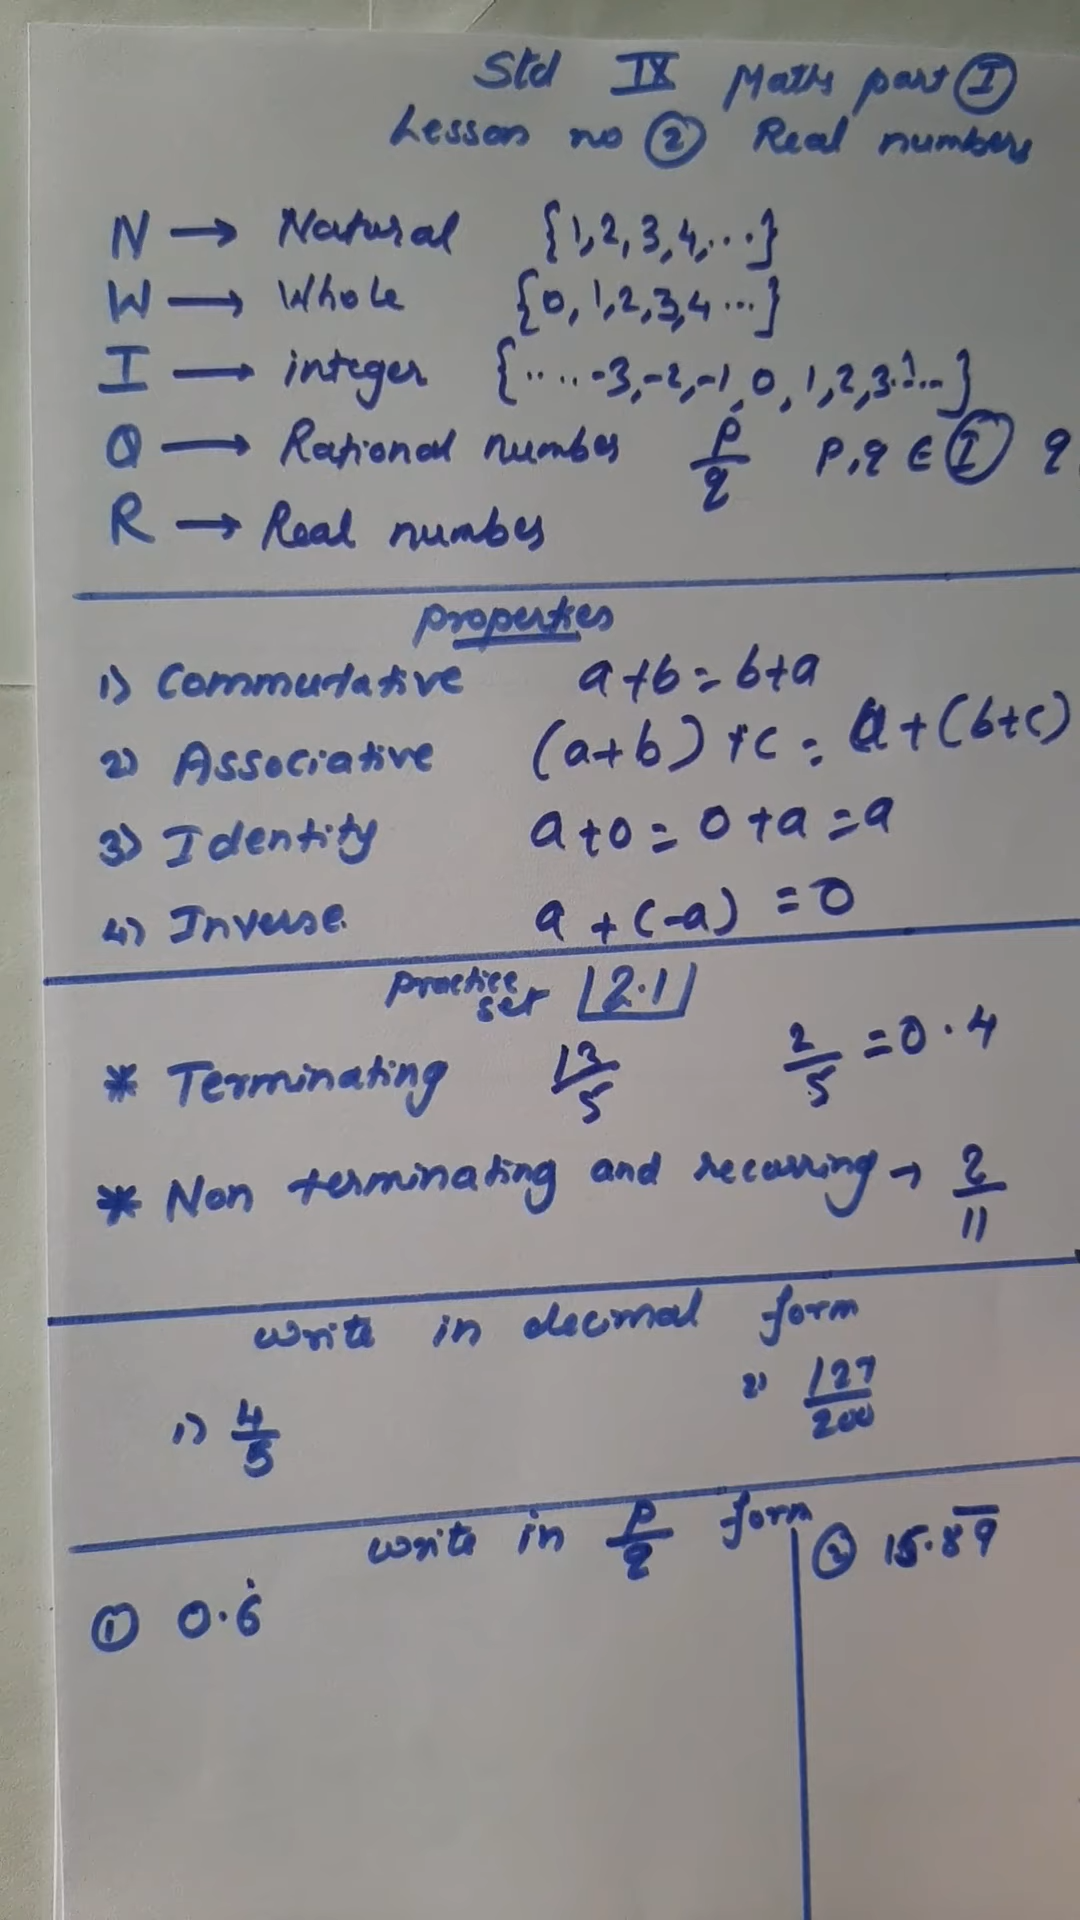 Std IX Maths part I
Lesson no 2 Real numbers
N → Natural {1,2,3,4,...}
W → Whole {0,1,2,3,4...}
I → integer {.....-3,-2,-1,0,1,2,3.....}
Q → Rational number p/q p,q ∈ I q
R → Real number
properties
1) Commutative a+b=b+a
2) Associative (a+b)+c = a+(b+c)
3) Identity a+0=0+a=a
4) Inverse a+(-a)=0
practice set 2.1
* Terminating 13/5 2/5=0.4
* Non terminating and recurring → 2/11
write in decimal form
1) 4/5 2) 127/200
write in p/q form
① 0.6̇ ② 15.8̅9̅